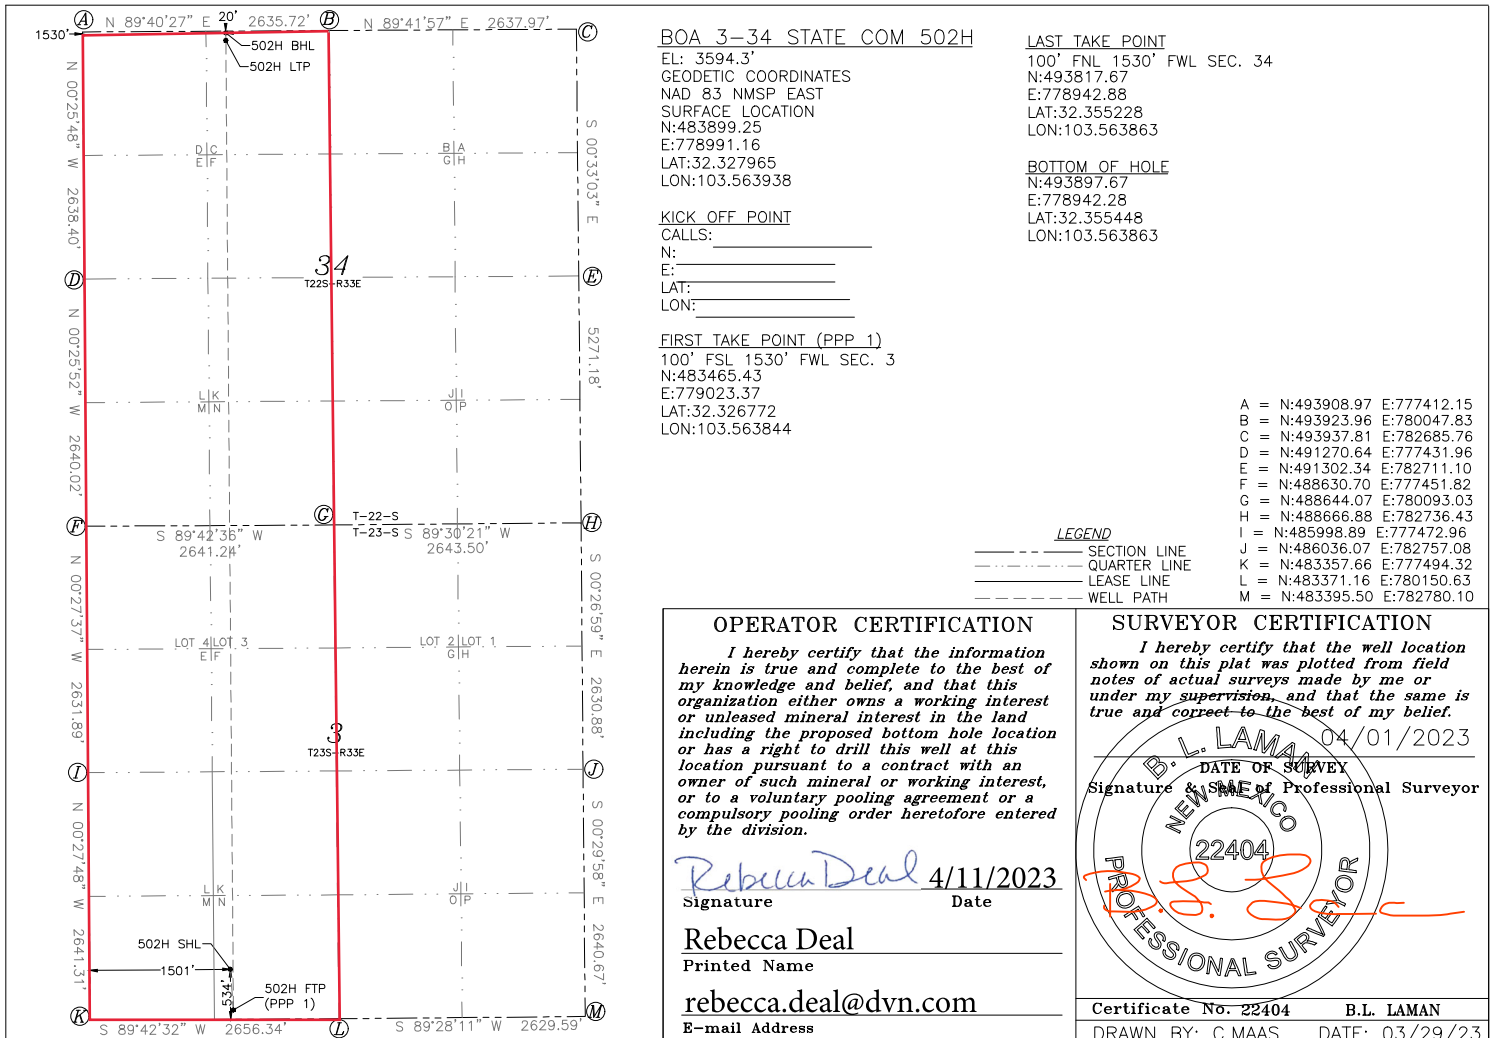 A N 89°40'27" E 20' 2635.72' B N 89°41'57" E 2637.97' C
1530'
502H BHL
502H LTP
N 00°25'48" W 2638.40'
S 00°33'03" E 5271.18'
D C
E F
B A
G H
34
T22S-R33E
D
E
N 00°25'52" W 2640.02'
L K
M N
J I
O P
F
G
H
T-22-S
T-23-S
S 89°42'36" W
2641.24'
S 89°30'21" W
2643.50'
N 00°27'37" W 2631.89'
S 00°26'59" E 2630.88'
LOT 4 LOT 3
E F
LOT 2 LOT 1
G H
3
T23S-R33E
I
J
N 00°27'48" W 2641.31'
S 00°29'58" E 2640.67'
L K
M N
J I
O P
502H SHL
1501'
534'
502H FTP
(PPP 1)
K
L
M
S 89°42'32" W 2656.34'
S 89°28'11" W 2629.59'
BOA 3-34 STATE COM 502H
EL: 3594.3'
GEODETIC COORDINATES
NAD 83 NMSP EAST
SURFACE LOCATION
N:483899.25
E:778991.16
LAT:32.327965
LON:103.563938
KICK OFF POINT
CALLS:
N:
E:
LAT:
LON:
FIRST TAKE POINT (PPP 1)
100' FSL 1530' FWL SEC. 3
N:483465.43
E:779023.37
LAT:32.326772
LON:103.563844
LAST TAKE POINT
100' FNL 1530' FWL SEC. 34
N:493817.67
E:778942.88
LAT:32.355228
LON:103.563863
BOTTOM OF HOLE
N:493897.67
E:778942.28
LAT:32.355448
LON:103.563863
A = N:493908.97 E:777412.15
B = N:493923.96 E:780047.83
C = N:493937.81 E:782685.76
D = N:491270.64 E:777431.96
E = N:491302.34 E:782711.10
F = N:488630.70 E:777451.82
G = N:488644.07 E:780093.03
H = N:488666.88 E:782736.43
I = N:485998.89 E:777472.96
J = N:486036.07 E:782757.08
K = N:483357.66 E:777494.32
L = N:483371.16 E:780150.63
M = N:483395.50 E:782780.10
LEGEND
SECTION LINE
QUARTER LINE
LEASE LINE
WELL PATH
OPERATOR CERTIFICATION
I hereby certify that the information
herein is true and complete to the best of
my knowledge and belief, and that this
organization either owns a working interest
or unleased mineral interest in the land
including the proposed bottom hole location
or has a right to drill this well at this
location pursuant to a contract with an
owner of such mineral or working interest,
or to a voluntary pooling agreement or a
compulsory pooling order heretofore entered
by the division.
Rebecca Deal 4/11/2023
Signature Date
Rebecca Deal
Printed Name
rebecca.deal@dvn.com
E-mail Address
SURVEYOR CERTIFICATION
I hereby certify that the well location
shown on this plat was plotted from field
notes of actual surveys made by me or
under my supervision, and that the same is
true and correct to the best of my belief.
04/01/2023
DATE OF SURVEY
Signature & Seal of Professional Surveyor
B. L. LAMAN
NEW MEXICO
22404
PROFESSIONAL SURVEYOR
Certificate No. 22404 B.L. LAMAN
DRAWN BY: C.MAAS DATE: 03/29/23